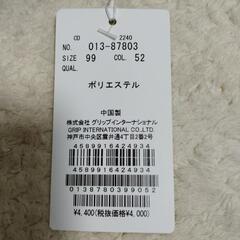 CD 2240
NO. 013-87803
SIZE 99 COL. 52
QUAL.
ポリエステル
中国製
株式会社グリップインターナショナル
GRIP INTERNATIONAL CO.,LTD.
神戸市中央区雲井通4丁目2番2号
4589916424934
4589916424934
0138780399052
¥4,400(税抜価格¥4,000)